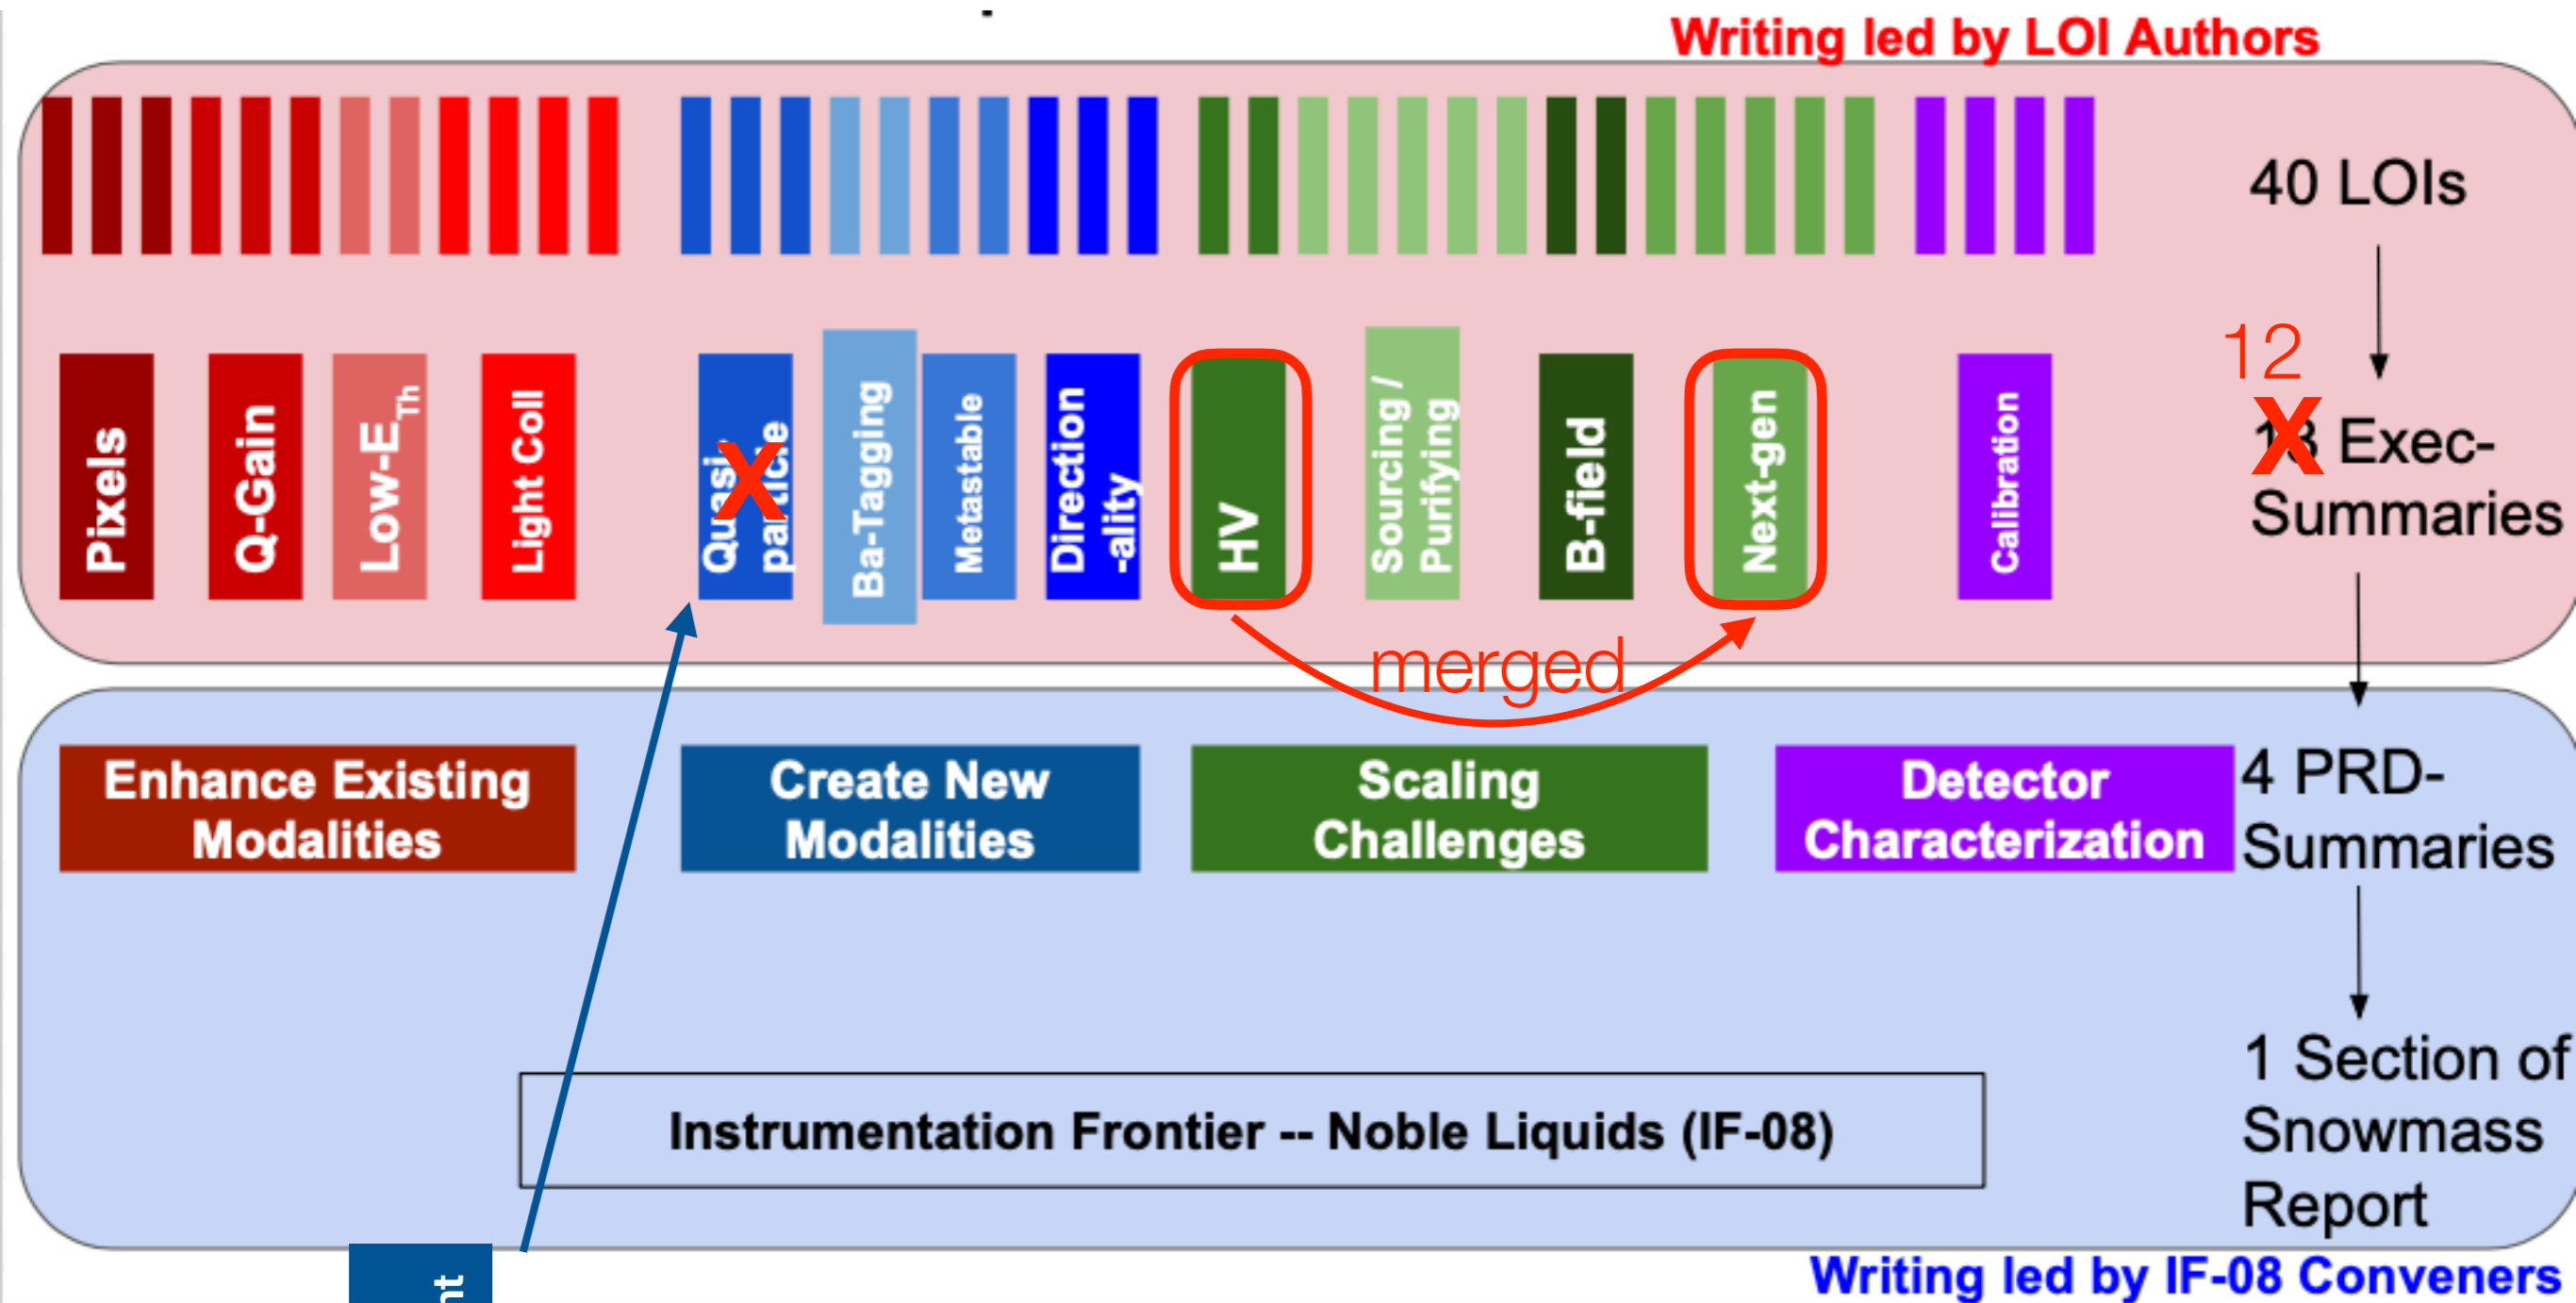 Writing led by LOI Authors
40 LOIs
12
X
13 Exec-
Summaries
Pixels
Q-Gain
Low-E Th
Light Coll
Quasi-
particle
X
Ba-Tagging
Metastable
Direction
-ality
HV
Sourcing /
Purifying
B-field
Next-gen
Calibration
merged
Enhance Existing
Modalities
Create New
Modalities
Scaling
Challenges
Detector
Characterization
4 PRD-
Summaries
Instrumentation Frontier -- Noble Liquids (IF-08)
1 Section of
Snowmass
Report
Writing led by IF-08 Conveners